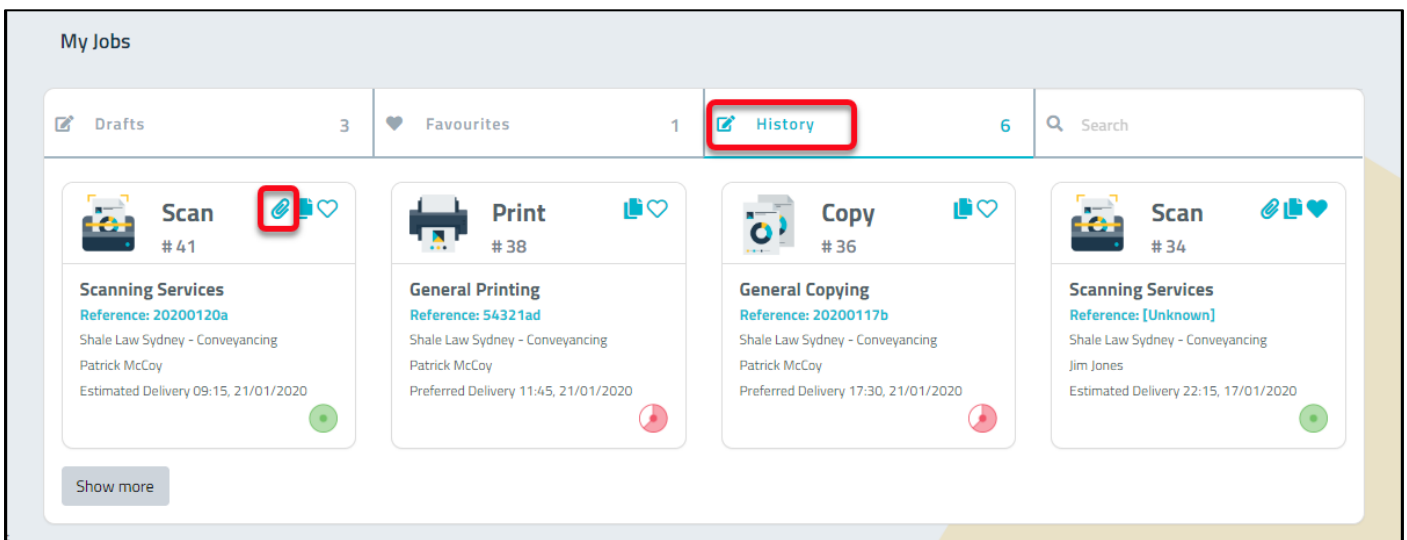 My Jobs
Drafts 3
Favourites 1
History 6
Search
Scan
# 41
Scanning Services
Reference: 20200120a
Shale Law Sydney - Conveyancing
Patrick McCoy
Estimated Delivery 09:15, 21/01/2020
Print
# 38
General Printing
Reference: 54321ad
Shale Law Sydney - Conveyancing
Patrick McCoy
Preferred Delivery 11:45, 21/01/2020
Copy
# 36
General Copying
Reference: 20200117b
Shale Law Sydney - Conveyancing
Patrick McCoy
Preferred Delivery 17:30, 21/01/2020
Scan
# 34
Scanning Services
Reference: [Unknown]
Shale Law Sydney - Conveyancing
Jim Jones
Estimated Delivery 22:15, 17/01/2020
Show more